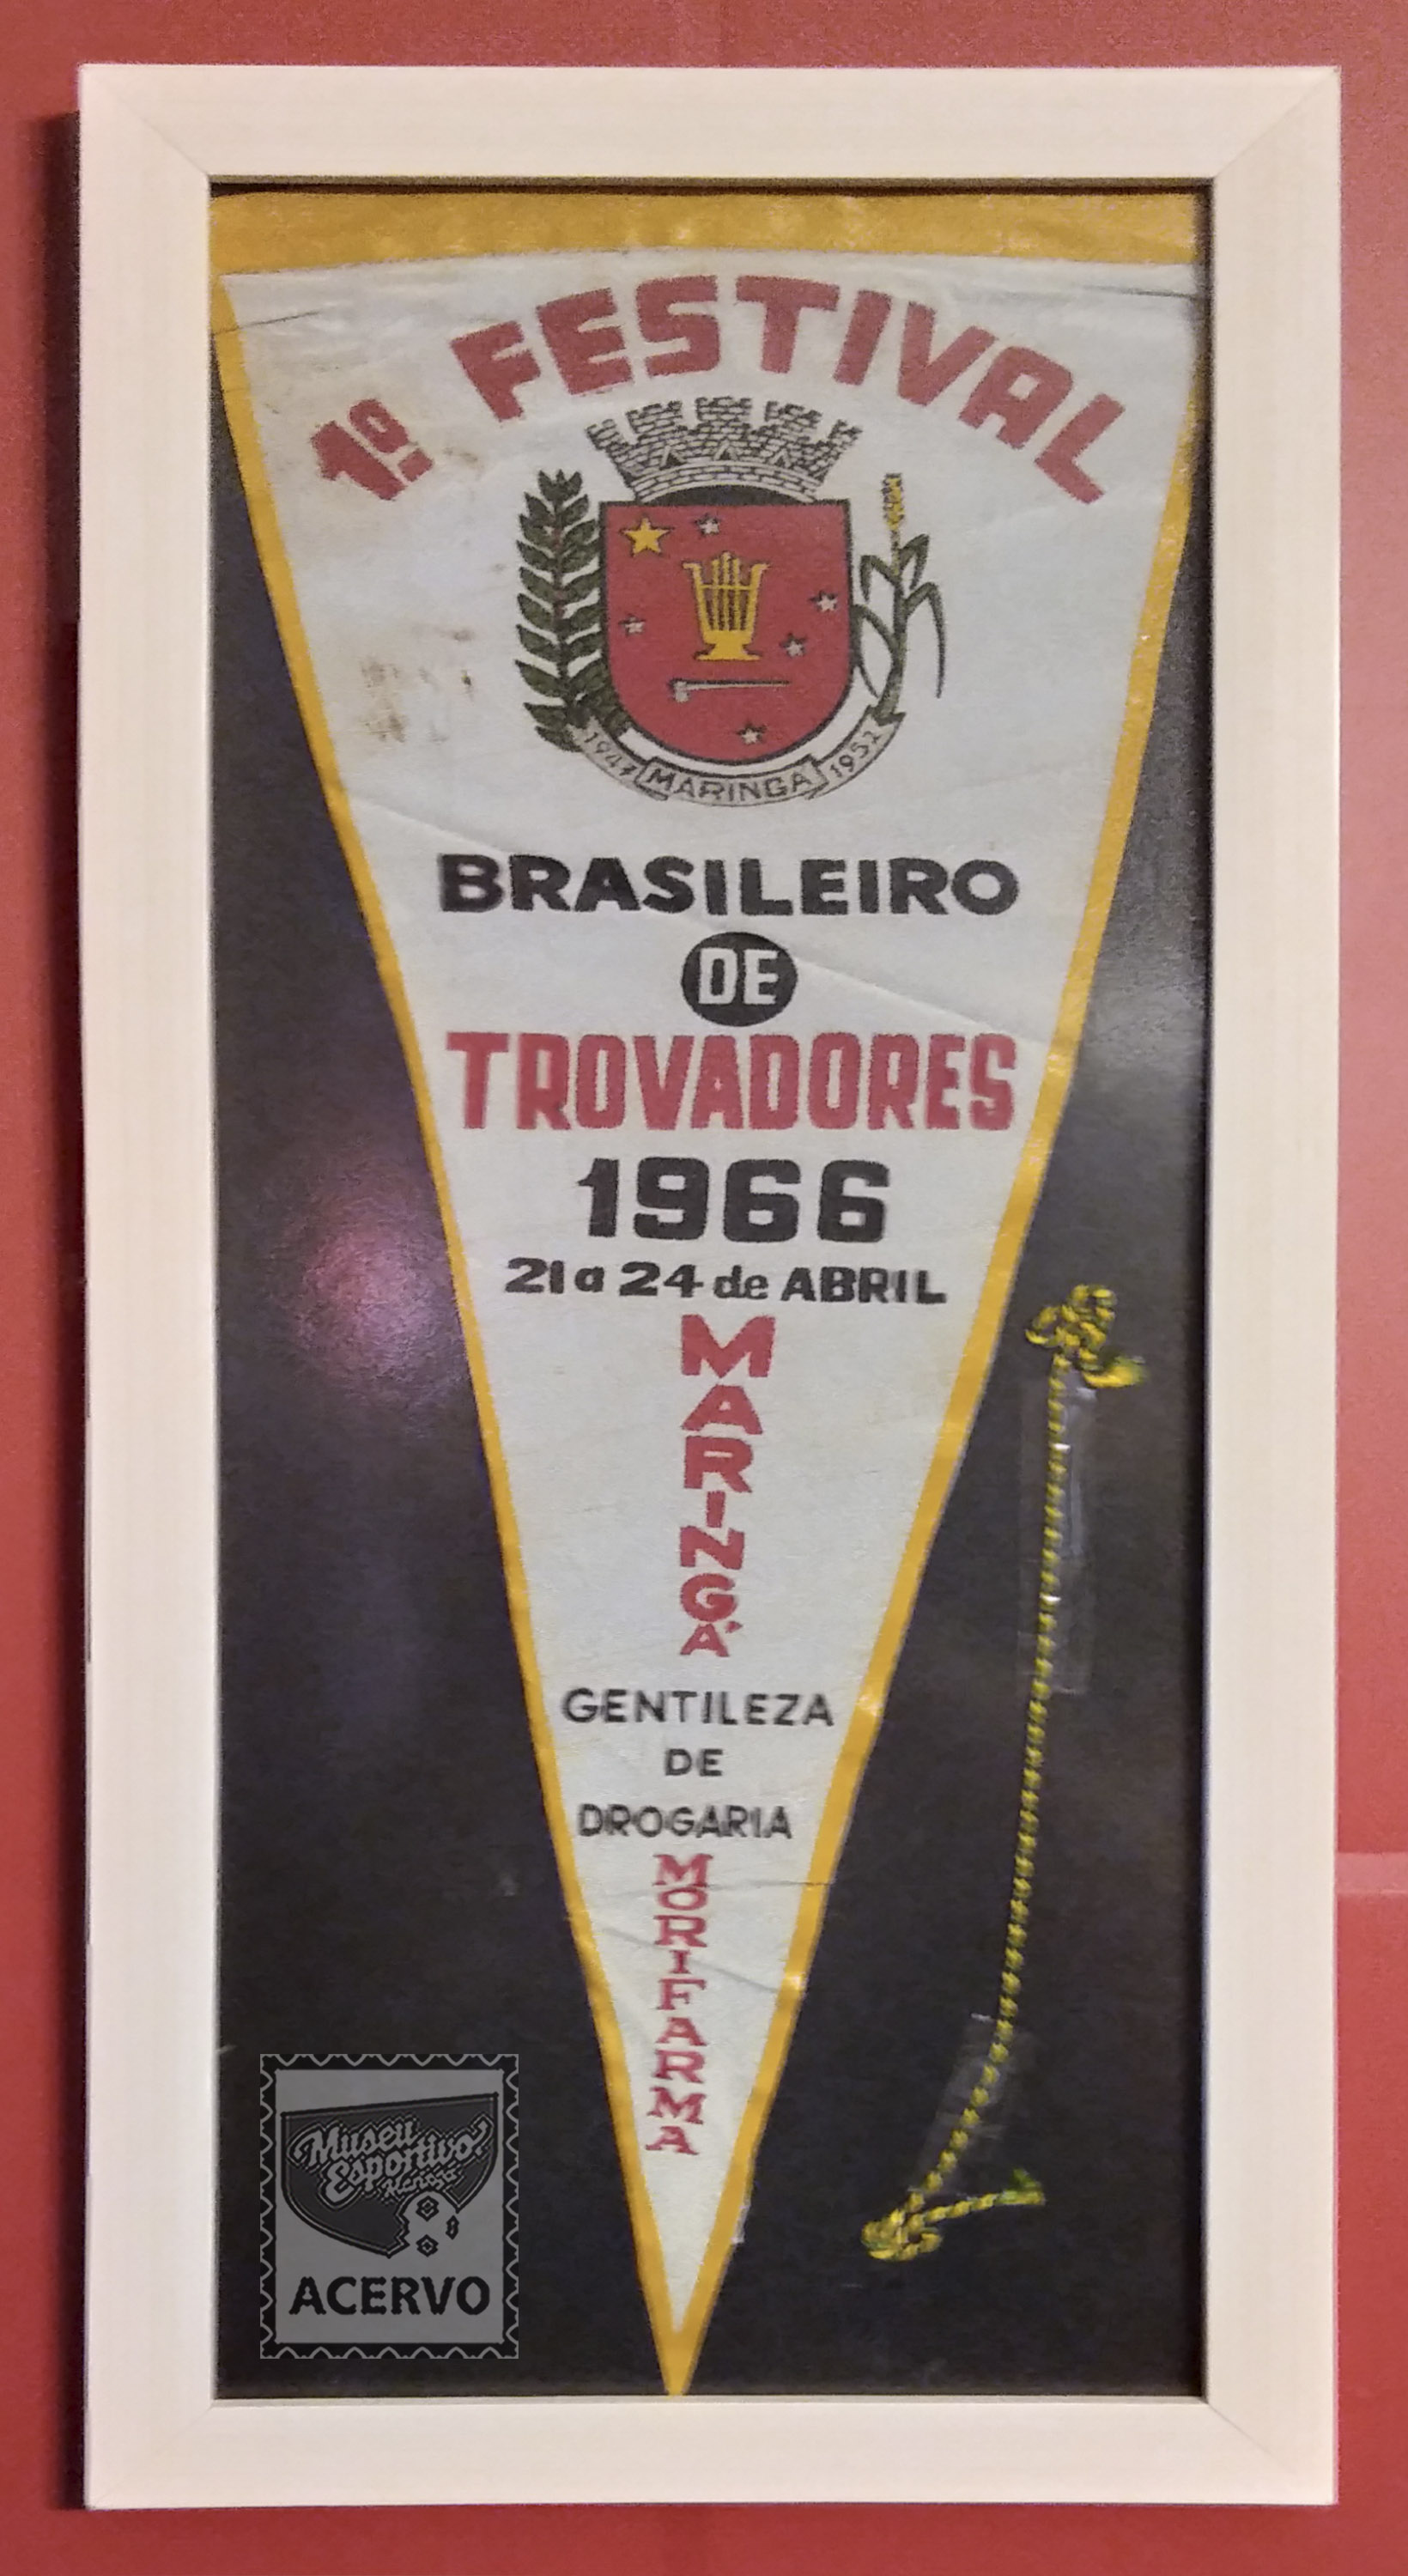 1º FESTIVAL
1947 MARINGÁ 1951
BRASILEIRO
DE
TROVADORES
1966
21 a 24 de ABRIL
MARINGÁ
GENTILEZA
DE
DROGARIA
MORIFARMA
Museu
Esportivo
Maringá
ACERVO